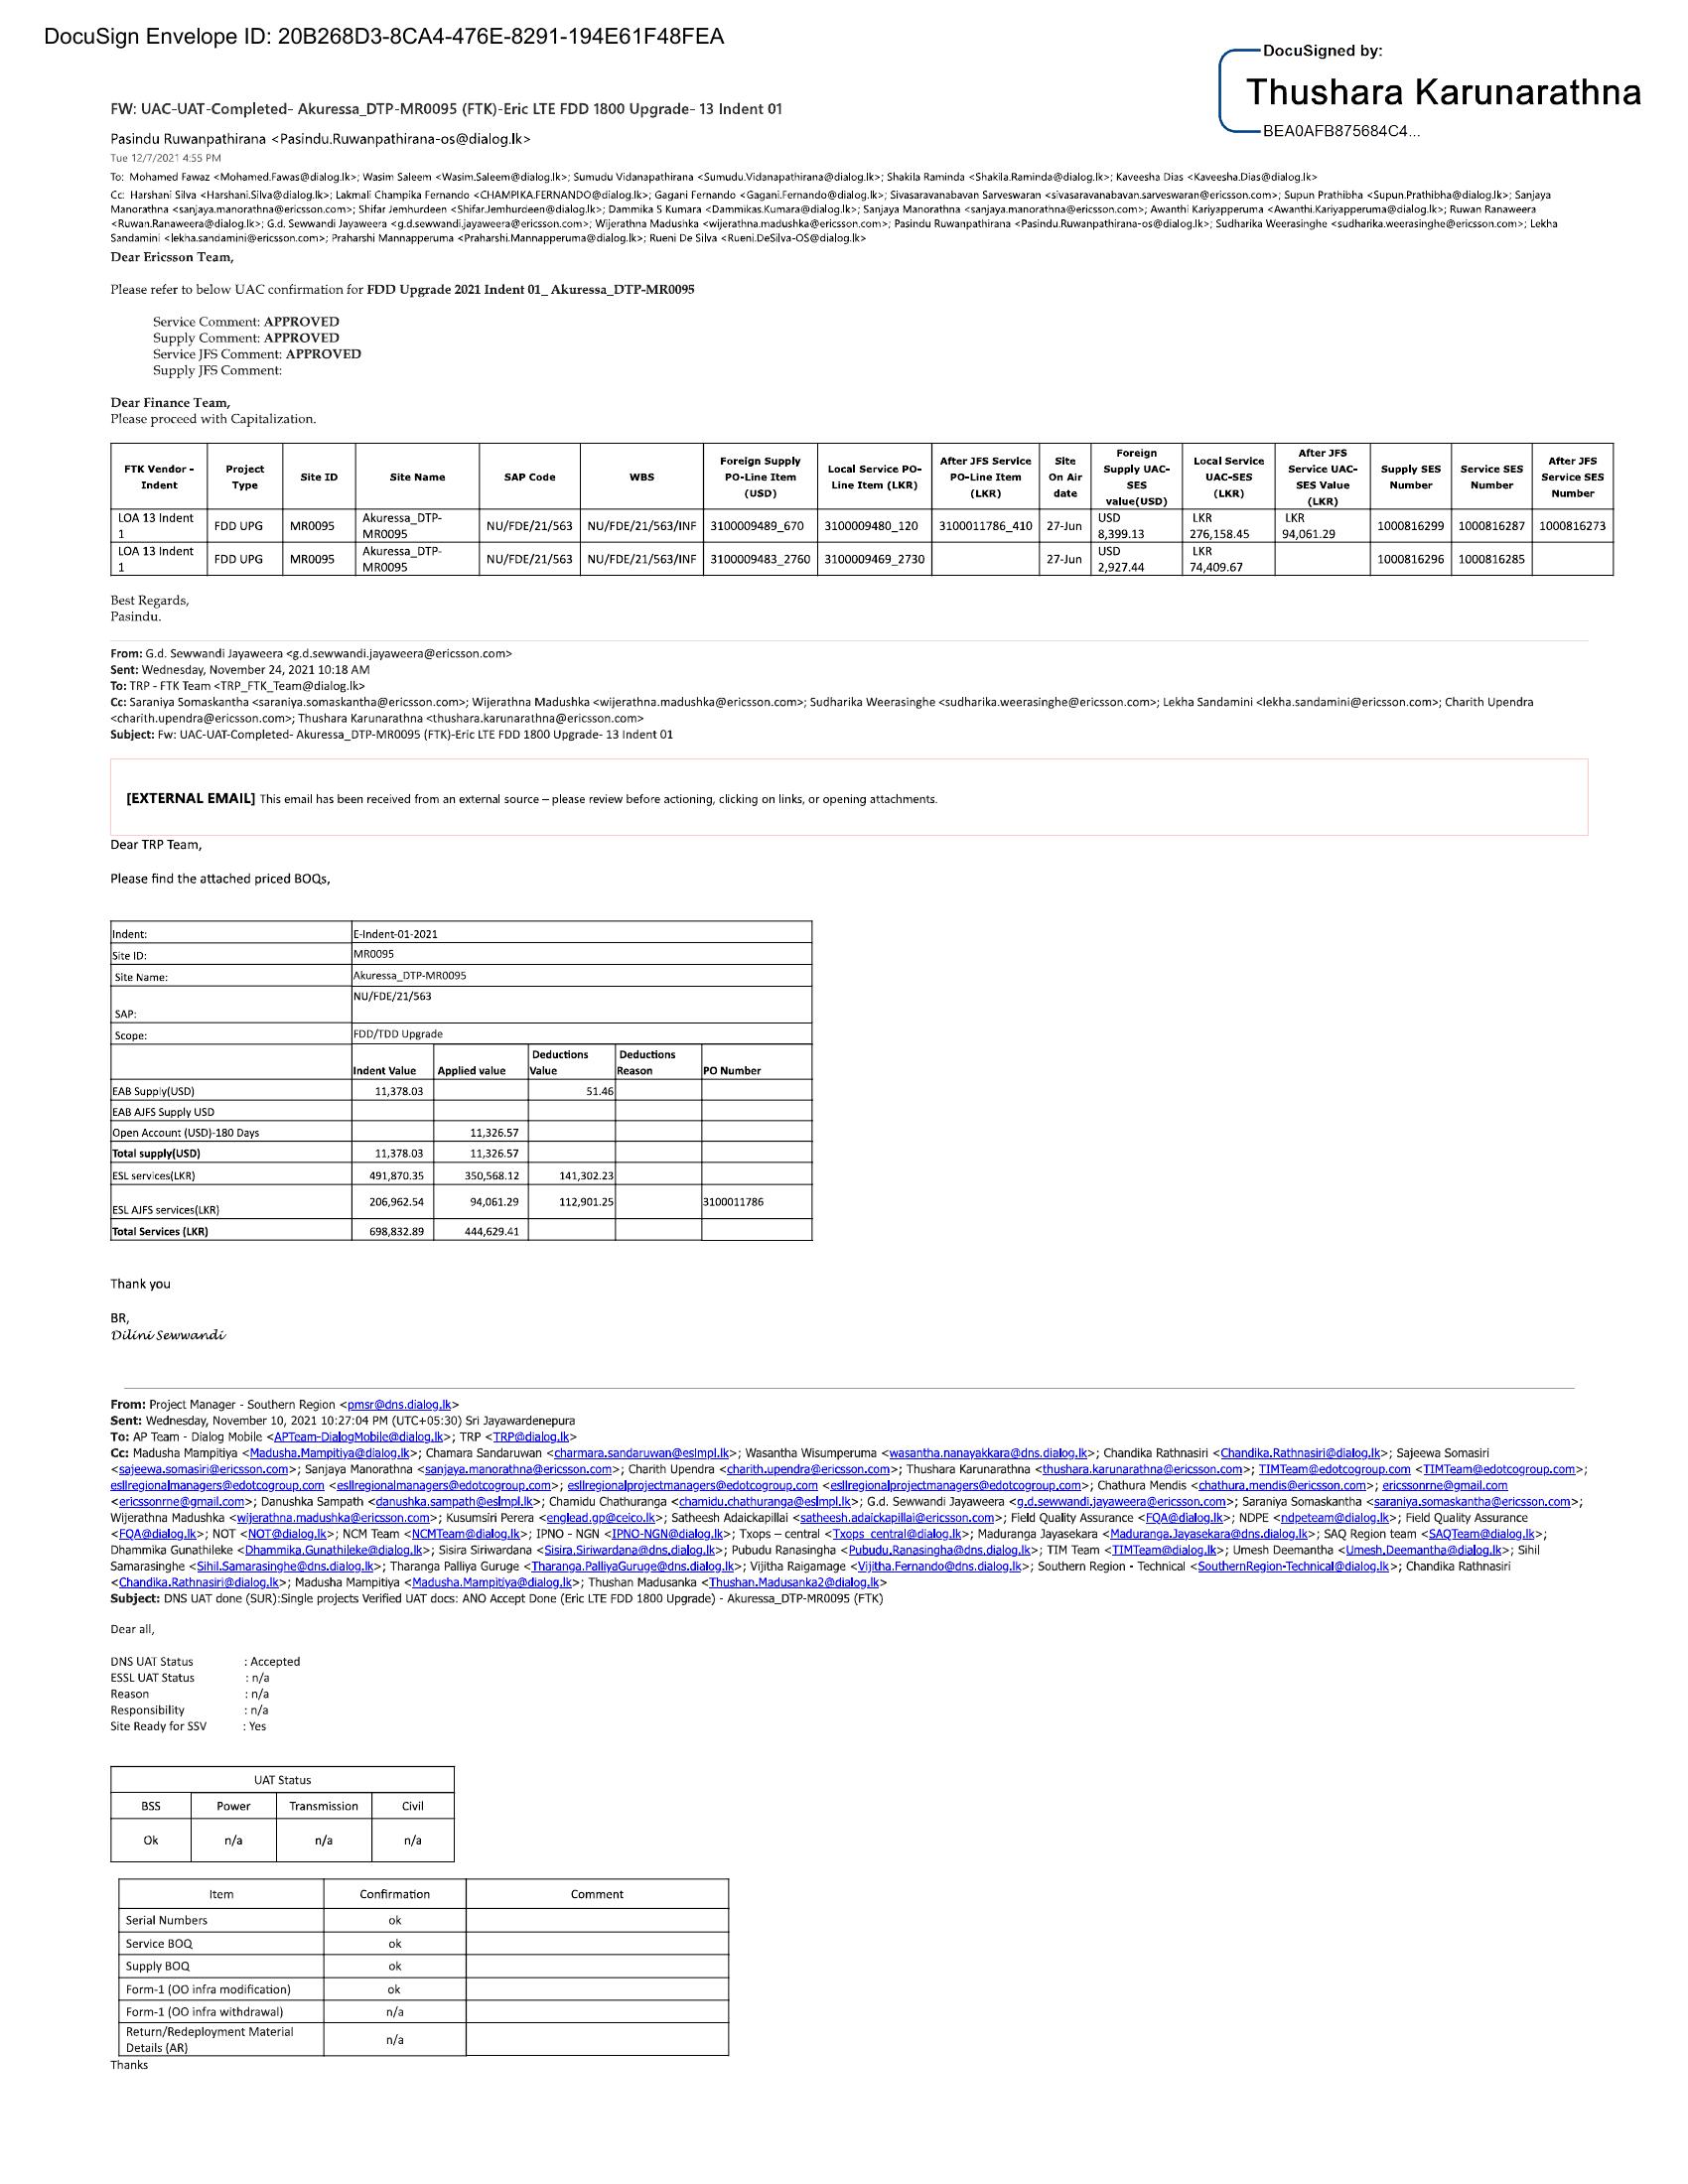 DocuSign Envelope ID: 20B268D3-8CA4-476E-8291-194E61F48FEA
DocuSigned by:
Thushara Karunarathna
BEA0AFB875684C4...
FW: UAC-UAT-Completed- Akuressa_DTP-MR0095 (FTK)-Eric LTE FDD 1800 Upgrade- 13 Indent 01
Pasindu Ruwanpathirana <Pasindu.Ruwanpathirana-os@dialog.lk>
Tue 12/7/2021 4:55 PM
To: Mohamed Fawaz <Mohamed.Fawas@dialog.lk>; Wasim Saleem <Wasim.Saleem@dialog.lk>; Sumudu Vidanapathirana <Sumudu.Vidanapathirana@dialog.lk>; Shakila Raminda <Shakila.Raminda@dialog.lk>; Kaveesha Dias <Kaveesha.Dias@dialog.lk>
Cc: Harshani Silva <Harshani.Silva@dialog.lk>; Lakmali Champika Fernando <CHAMPIKA.FERNANDO@dialog.lk>; Gagani Fernando <Gagani.Fernando@dialog.lk>; Sivasaravanabavan Sarveswaran <sivasaravanabavan.sarveswaran@ericsson.com>; Supun Prathibha <Supun.Prathibha@dialog.lk>; Sanjaya
Manorathna <sanjaya.manorathna@ericsson.com>; Shifar Jemhurdeen <Shifar.Jemhurdeen@dialog.lk>; Dammika S Kumara <Dammikas.Kumara@dialog.lk>; Sanjaya Manorathna <sanjaya.manorathna@ericsson.com>; Awanthi Kariyapperuma <Awanthi.Kariyapperuma@dialog.lk>; Ruwan Ranaweera
<Ruwan.Ranaweera@dialog.lk>; G.d. Sewwandi Jayaweera <g.d.sewwandi.jayaweera@ericsson.com>; Wijerathna Madushka <wijerathna.madushka@ericsson.com>; Pasindu Ruwanpathirana <Pasindu.Ruwanpathirana-os@dialog.lk>; Sudharika Weerasinghe <sudharika.weerasinghe@ericsson.com>; Lekha
Sandamini <lekha.sandamini@ericsson.com>; Praharshi Mannapperuma <Praharshi.Mannapperuma@dialog.lk>; Rueni De Silva <Rueni.DeSilva-OS@dialog.lk>
Dear Ericsson Team,
Please refer to below UAC confirmation for FDD Upgrade 2021 Indent 01_ Akuressa_DTP-MR0095
Service Comment: APPROVED
Supply Comment: APPROVED
Service JFS Comment: APPROVED
Supply JFS Comment:
Dear Finance Team,
Please proceed with Capitalization.
FTK Vendor - Indent | Project Type | Site ID | Site Name | SAP Code | WBS | Foreign Supply PO-Line Item (USD) | Local Service PO-Line Item (LKR) | After JFS Service PO-Line Item (LKR) | Site On Air date | Foreign Supply UAC-SES value(USD) | Local Service UAC-SES (LKR) | After JFS Service UAC-SES Value (LKR) | Supply SES Number | Service SES Number | After JFS Service SES Number
LOA 13 Indent 1 | FDD UPG | MR0095 | Akuressa_DTP-MR0095 | NU/FDE/21/563 | NU/FDE/21/563/INF | 3100009489_670 | 3100009480_120 | 3100011786_410 | 27-Jun | USD 8,399.13 | LKR 276,158.45 | LKR 94,061.29 | 1000816299 | 1000816287 | 1000816273
LOA 13 Indent 1 | FDD UPG | MR0095 | Akuressa_DTP-MR0095 | NU/FDE/21/563 | NU/FDE/21/563/INF | 3100009483_2760 | 3100009469_2730 | | 27-Jun | USD 2,927.44 | LKR 74,409.67 | | 1000816296 | 1000816285 |
Best Regards,
Pasindu.
From: G.d. Sewwandi Jayaweera <g.d.sewwandi.jayaweera@ericsson.com>
Sent: Wednesday, November 24, 2021 10:18 AM
To: TRP - FTK Team <TRP_FTK_Team@dialog.lk>
Cc: Saraniya Somaskantha <saraniya.somaskantha@ericsson.com>; Wijerathna Madushka <wijerathna.madushka@ericsson.com>; Sudharika Weerasinghe <sudharika.weerasinghe@ericsson.com>; Lekha Sandamini <lekha.sandamini@ericsson.com>; Charith Upendra
<charith.upendra@ericsson.com>; Thushara Karunarathna <thushara.karunarathna@ericsson.com>
Subject: Fw: UAC-UAT-Completed- Akuressa_DTP-MR0095 (FTK)-Eric LTE FDD 1800 Upgrade- 13 Indent 01
[EXTERNAL EMAIL] This email has been received from an external source – please review before actioning, clicking on links, or opening attachments.
Dear TRP Team,
Please find the attached priced BOQs,
Indent: | E-Indent-01-2021
Site ID: | MR0095
Site Name: | Akuressa_DTP-MR0095
SAP: | NU/FDE/21/563
Scope: | FDD/TDD Upgrade
| Indent Value | Applied value | Deductions Value | Deductions Reason | PO Number
EAB Supply(USD) | 11,378.03 | | 51.46 | |
EAB AJFS Supply USD
Open Account (USD)-180 Days | | 11,326.57 | | |
Total supply(USD) | 11,378.03 | 11,326.57 | | |
ESL services(LKR) | 491,870.35 | 350,568.12 | 141,302.23 | |
ESL AJFS services(LKR) | 206,962.54 | 94,061.29 | 112,901.25 | | 3100011786
Total Services (LKR) | 698,832.89 | 444,629.41 | | |
Thank you
BR,
Dilini Sewwandi
From: Project Manager - Southern Region <pmsr@dns.dialog.lk>
Sent: Wednesday, November 10, 2021 10:27:04 PM (UTC+05:30) Sri Jayawardenepura
To: AP Team - Dialog Mobile <APTeam-DialogMobile@dialog.lk>; TRP <TRP@dialog.lk>
Cc: Madusha Mampitiya <Madusha.Mampitiya@dialog.lk>; Chamara Sandaruwan <charmara.sandaruwan@eslmpl.lk>; Wasantha Wisumperuma <wasantha.nanayakkara@dns.dialog.lk>; Chandika Rathnasiri <Chandika.Rathnasiri@dialog.lk>; Sajeewa Somasiri
<sajeewa.somasiri@ericsson.com>; Sanjaya Manorathna <sanjaya.manorathna@ericsson.com>; Charith Upendra <charith.upendra@ericsson.com>; Thushara Karunarathna <thushara.karunarathna@ericsson.com>; TIMTeam@edotcogroup.com <TIMTeam@edotcogroup.com>;
esllregionalmanagers@edotcogroup.com <esllregionalmanagers@edotcogroup.com>; esllregionalprojectmanagers@edotcogroup.com <esllregionalprojectmanagers@edotcogroup.com>; Chathura Mendis <chathura.mendis@ericsson.com>; ericssonrne@gmail.com
<ericssonrne@gmail.com>; Danushka Sampath <danushka.sampath@eslmpl.lk>; Chamidu Chathuranga <chamidu.chathuranga@eslmpl.lk>; G.d. Sewwandi Jayaweera <g.d.sewwandi.jayaweera@ericsson.com>; Saraniya Somaskantha <saraniya.somaskantha@ericsson.com>;
Wijerathna Madushka <wijerathna.madushka@ericsson.com>; Kusumsiri Perera <englead.gp@ceico.lk>; Satheesh Adaickapillai <satheesh.adaickapillai@ericsson.com>; Field Quality Assurance <FQA@dialog.lk>; NDPE <ndpeteam@dialog.lk>; Field Quality Assurance
<FQA@dialog.lk>; NOT <NOT@dialog.lk>; NCM Team <NCMTeam@dialog.lk>; IPNO - NGN <IPNO-NGN@dialog.lk>; Txops – central <Txops_central@dialog.lk>; Maduranga Jayasekara <Maduranga.Jayasekara@dns.dialog.lk>; SAQ Region team <SAQTeam@dialog.lk>;
Dhammika Gunathileke <Dhammika.Gunathileke@dialog.lk>; Sisira Siriwardana <Sisira.Siriwardana@dns.dialog.lk>; Pubudu Ranasingha <Pubudu.Ranasingha@dns.dialog.lk>; TIM Team <TIMTeam@dialog.lk>; Umesh Deemantha <Umesh.Deemantha@dialog.lk>; Sihil
Samarasinghe <Sihil.Samarasinghe@dns.dialog.lk>; Tharanga Palliya Guruge <Tharanga.PalliyaGuruge@dns.dialog.lk>; Vijitha Raigamage <Vijitha.Fernando@dns.dialog.lk>; Southern Region - Technical <SouthernRegion-Technical@dialog.lk>; Chandika Rathnasiri
<Chandika.Rathnasiri@dialog.lk>; Madusha Mampitiya <Madusha.Mampitiya@dialog.lk>; Thushan Madusanka <Thushan.Madusanka2@dialog.lk>
Subject: DNS UAT done (SUR):Single projects Verified UAT docs: ANO Accept Done (Eric LTE FDD 1800 Upgrade) - Akuressa_DTP-MR0095 (FTK)
Dear all,
DNS UAT Status : Accepted
ESSL UAT Status : n/a
Reason : n/a
Responsibility : n/a
Site Ready for SSV : Yes
UAT Status
BSS | Power | Transmission | Civil
Ok | n/a | n/a | n/a
Item | Confirmation | Comment
Serial Numbers | ok |
Service BOQ | ok |
Supply BOQ | ok |
Form-1 (OO infra modification) | ok |
Form-1 (OO infra withdrawal) | n/a |
Return/Redeployment Material Details (AR) | n/a |
Thanks